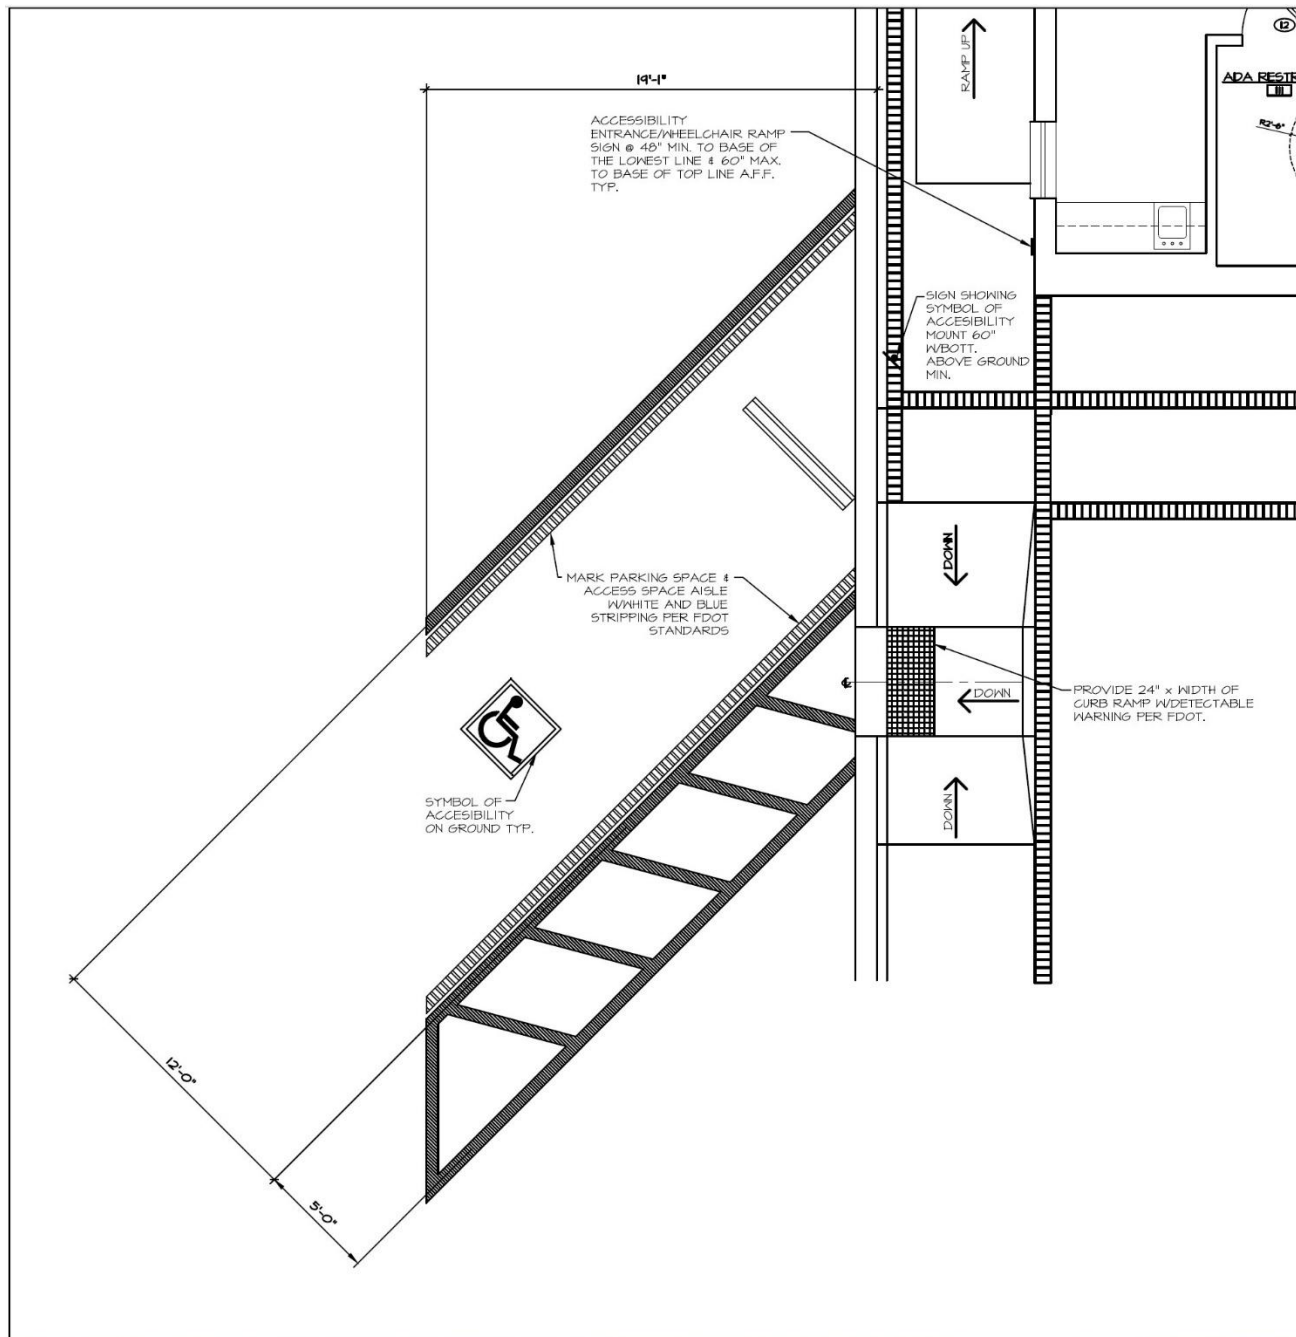 12
RAMP UP
ADA RESTR
19'-1"
R2'-6"
ACCESSIBILITY
ENTRANCE/WHEELCHAIR RAMP
SIGN @ 48" MIN. TO BASE OF
THE LOWEST LINE & 60" MAX.
TO BASE OF TOP LINE A.F.F.
TYP.
SIGN SHOWING
SYMBOL OF
ACCESIBILITY
MOUNT 60"
W/BOTT.
ABOVE GROUND
MIN.
DOWN
MARK PARKING SPACE &
ACCESS SPACE AISLE
W/WHITE AND BLUE
STRIPPING PER FDOT
STANDARDS
DOWN
PROVIDE 24" x WIDTH OF
CURB RAMP W/DETECTABLE
WARNING PER FDOT.
SYMBOL OF
ACCESIBILITY
ON GROUND TYP.
DOWN
12'-0"
5'-0"